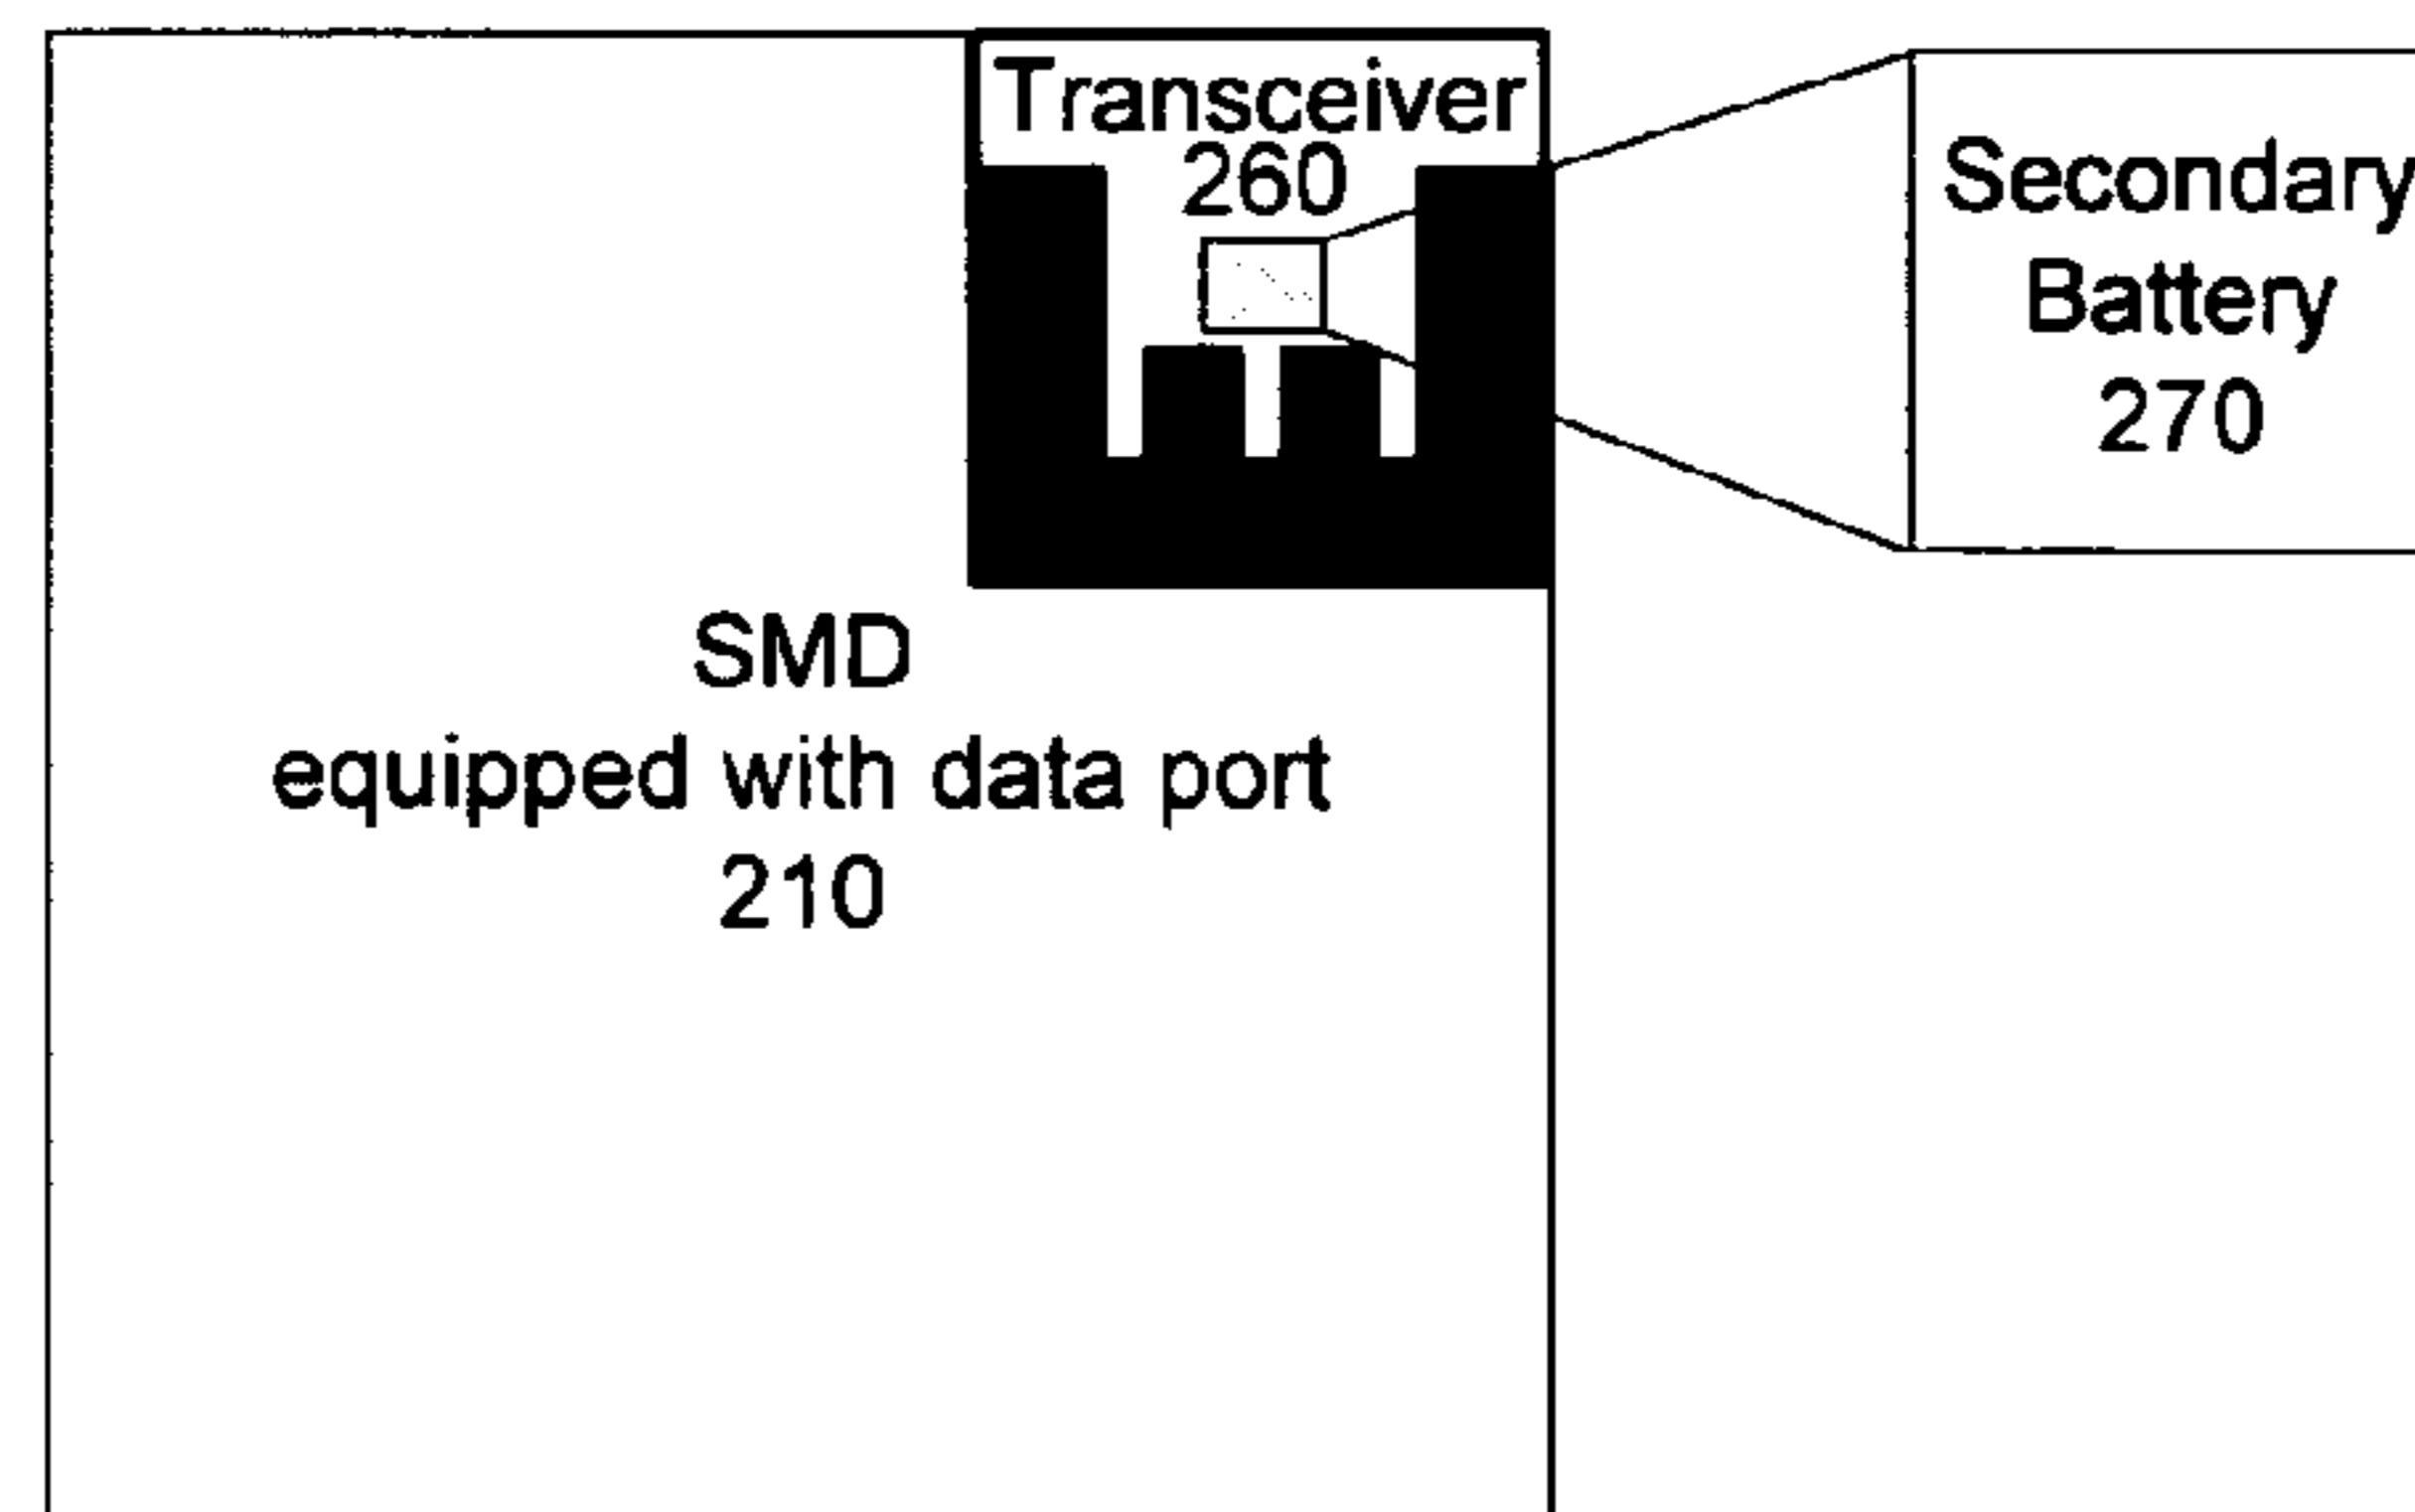 Transceiver
260
Secondary
Battery
270
SMD
equipped with data port
210